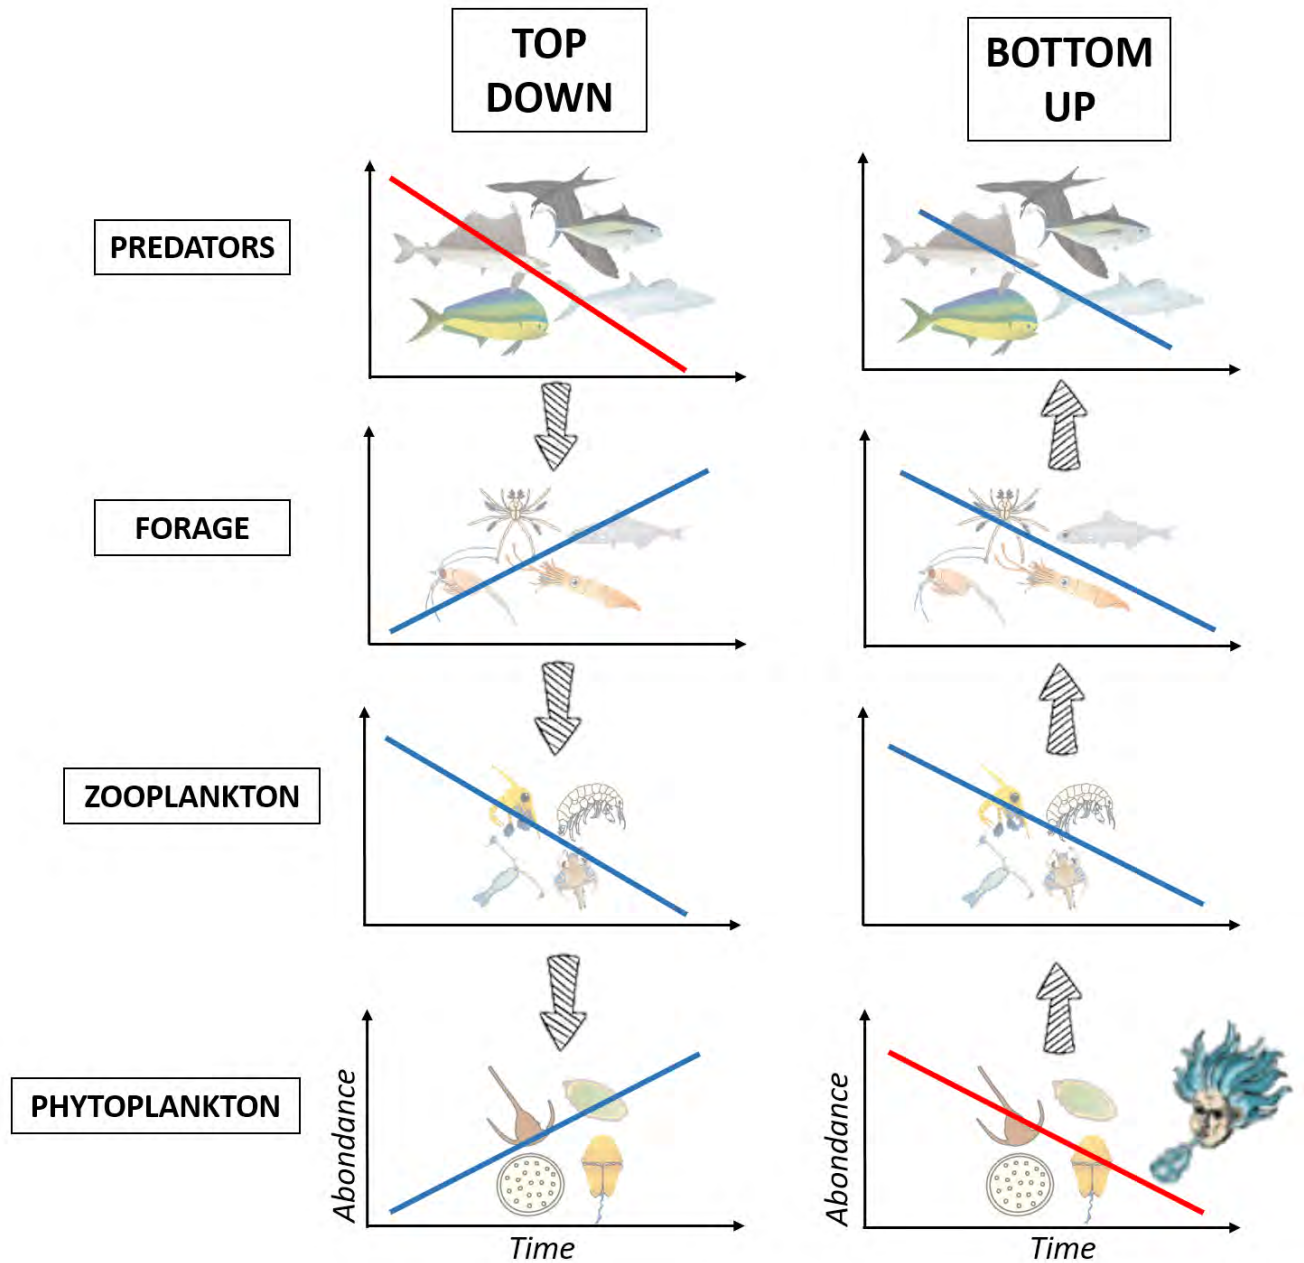 TOP
DOWN
BOTTOM
UP
PREDATORS
FORAGE
ZOOPLANKTON
PHYTOPLANKTON
Abondance
Time
Abondance
Time